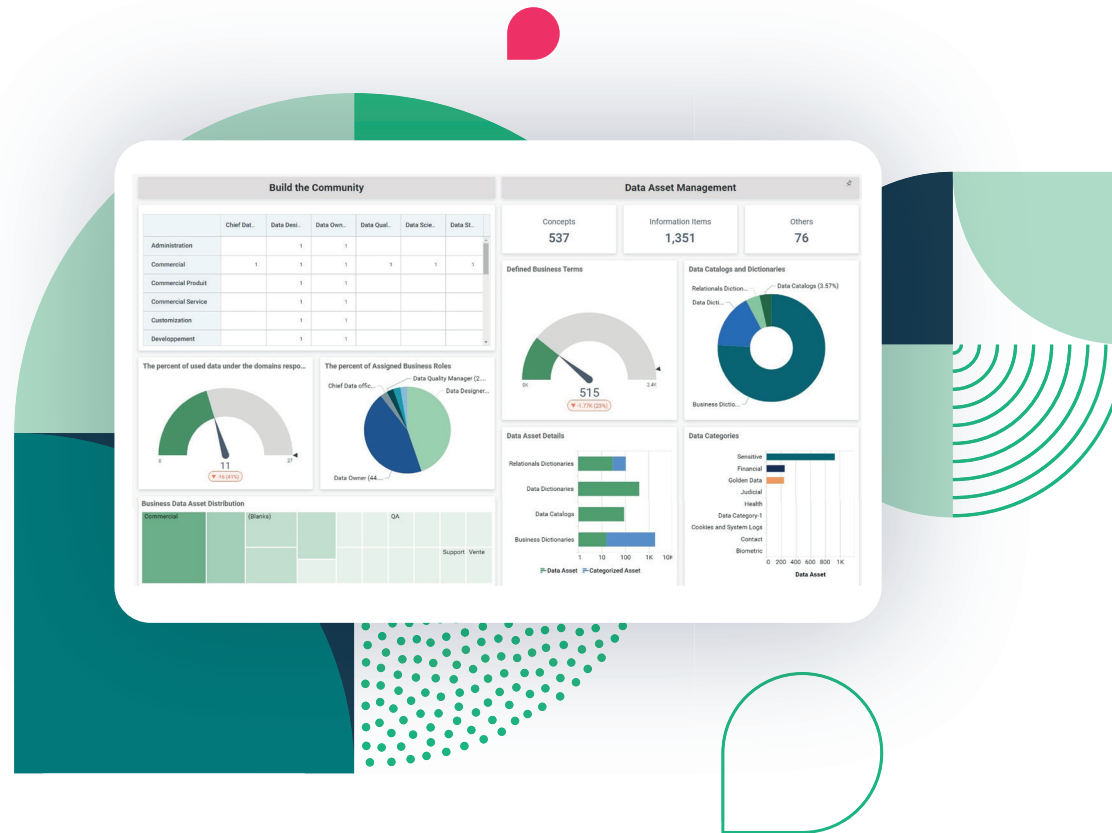 Build the Community
Chief Dat.. Data Desi.. Data Own.. Data Qual.. Data Scie.. Data St..
Administration 1 1
Commercial 1 1 1 1 1 1
Commercial Produit 1 1
Commercial Service 1 1
Customization 1 1
Developpement 1 1
The percent of used data under the domains respo...
0 27
11
▼ -16 (41%)
The percent of Assigned Business Roles
Data Quality Manager (2....
Chief Data offic...
Data Designer...
Data Owner (44....
Business Data Asset Distribution
Commercial (Blanks) QA
Support Vente
Data Asset Management
Concepts
537
Information Items
1,351
Others
76
Defined Business Terms
0K 2.4K
515
▼ -1.77K (23%)
Data Catalogs and Dictionaries
Data Catalogs (3.57%)
Relationals Diction...
Data Dicti...
Business Dictio...
Data Asset Details
Relationals Dictionaries
Data Dictionaries
Data Catalogs
Business Dictionaries
1 10 100 1K 10K
Data Asset Categorized Asset
Data Categories
Sensitive
Financial
Golden Data
Judicial
Health
Data Category-1
Cookies and System Logs
Contact
Biometric
0 200 400 600 800 1K
Data Asset